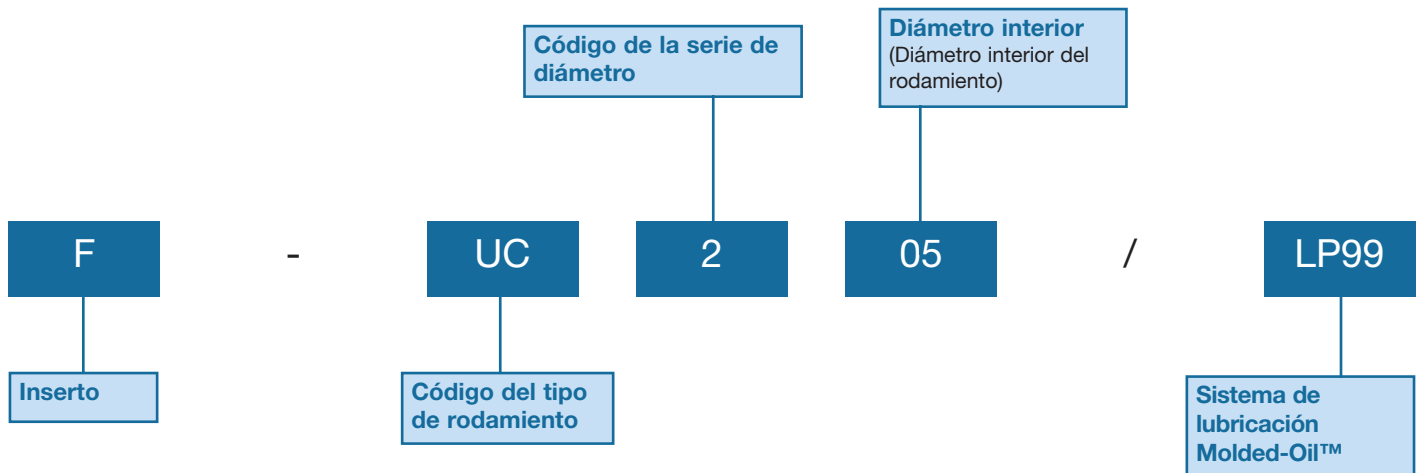 Código de la serie de
diámetro
Diámetro interior
(Diámetro interior del
rodamiento)
F - UC 2 05 / LP99
Inserto
Código del tipo
de rodamiento
Sistema de
lubricación
Molded-Oil™